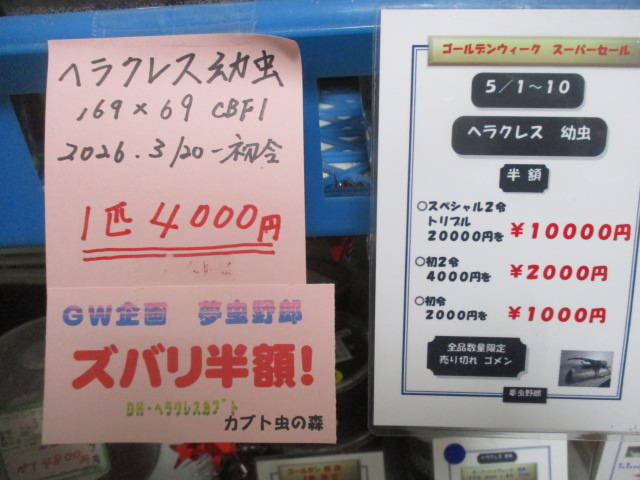 ヘラクレス幼虫
169×69 CBF1
2026.3/20-初令
1匹 4000円
GW企画 夢虫野郎
ズバリ半額!
DH-ヘラクレスカブト
カブト虫の森
ゴールデンウィーク スーパーセール
5/1~10
ヘラクレス 幼虫
半額
○スペシャル2令
トリプル
20000円を ¥10000円
○初2令
4000円を ¥2000円
○初令
2000円を ¥1000円
全品数量限定
売り切れ ゴメン
夢虫野郎